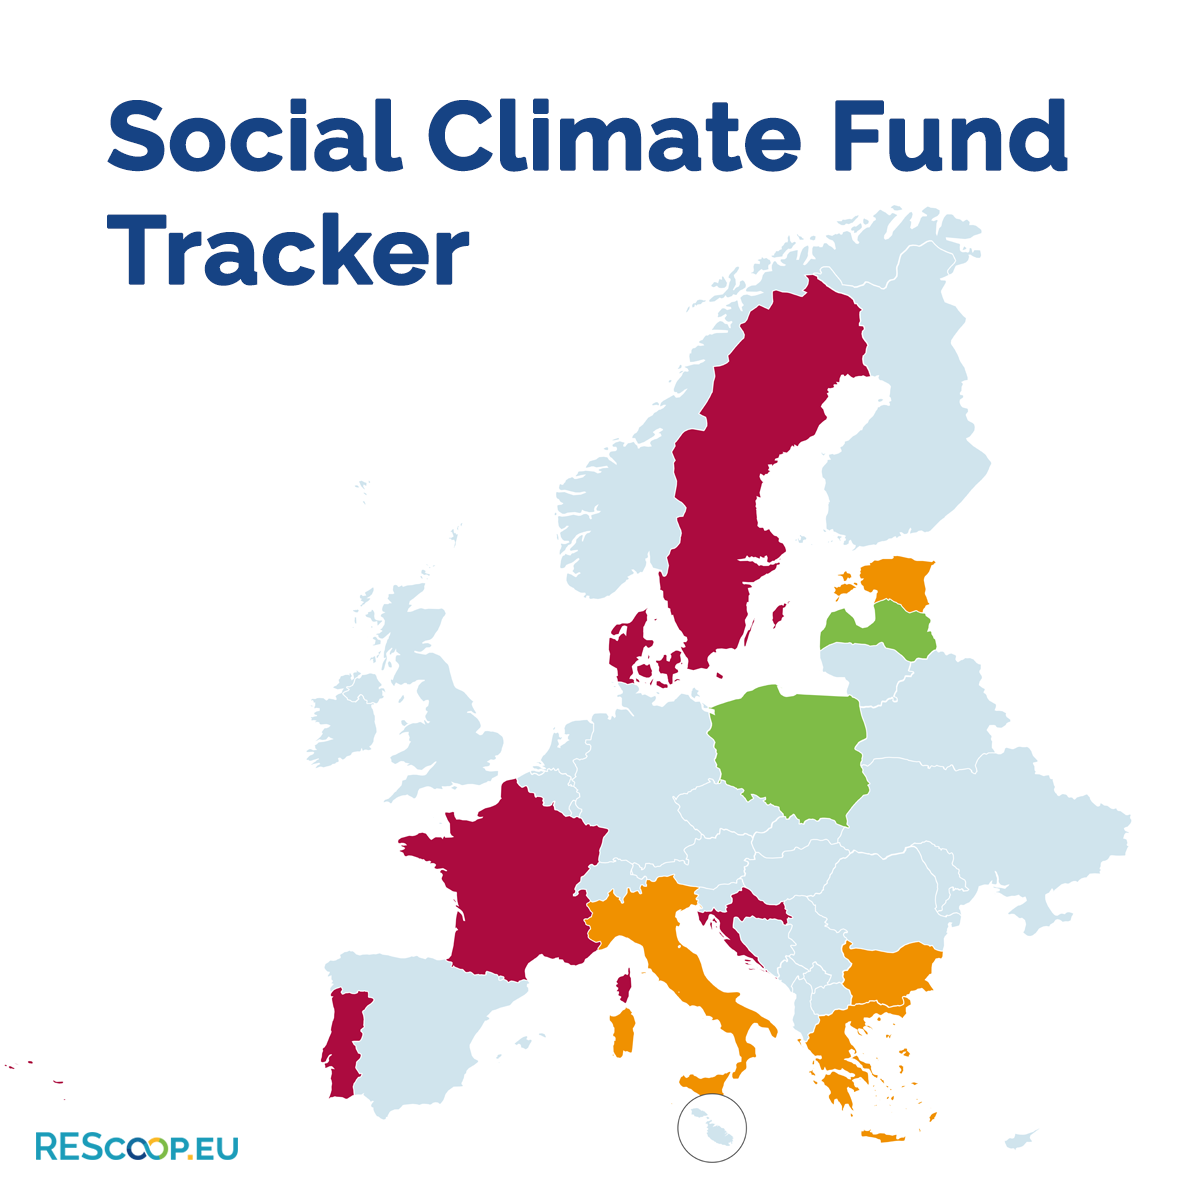 Social Climate Fund
Tracker
REScoop.EU